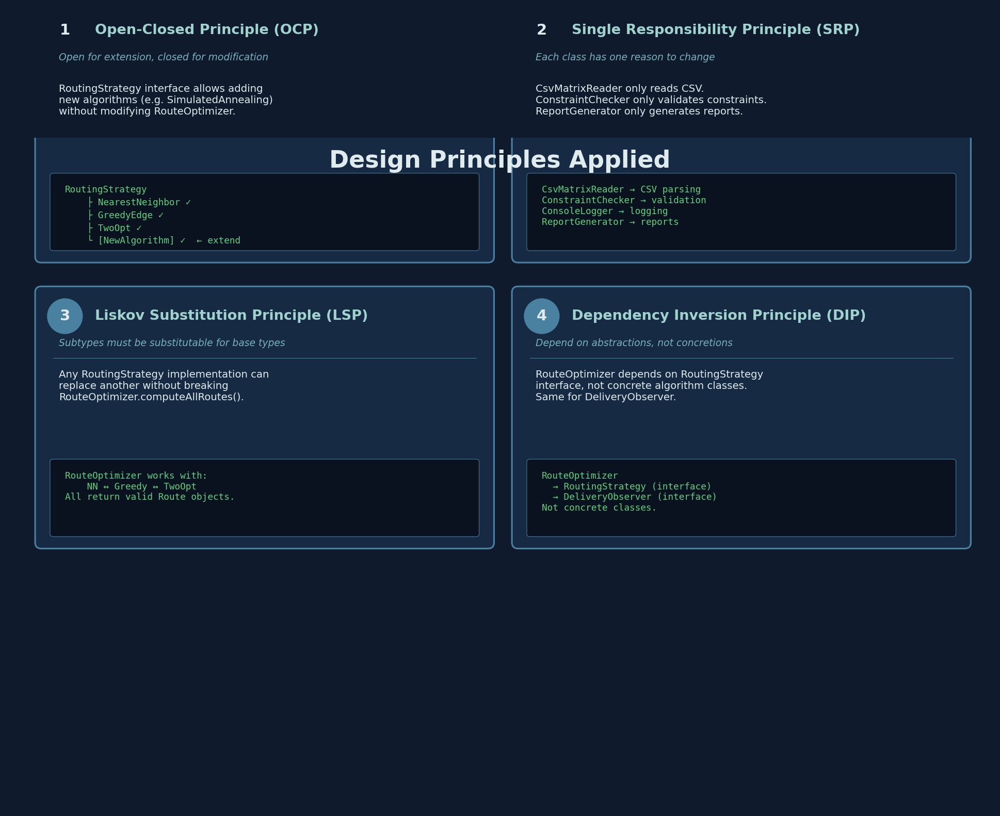 1 Open-Closed Principle (OCP)
Open for extension, closed for modification
RoutingStrategy interface allows adding
new algorithms (e.g. SimulatedAnnealing)
without modifying RouteOptimizer.
2 Single Responsibility Principle (SRP)
Each class has one reason to change
CsvMatrixReader only reads CSV.
ConstraintChecker only validates constraints.
ReportGenerator only generates reports.
Design Principles Applied
RoutingStrategy
├ NearestNeighbor ✓
├ GreedyEdge ✓
├ TwoOpt ✓
└ [NewAlgorithm] ✓  ← extend
CsvMatrixReader → CSV parsing
ConstraintChecker → validation
ConsoleLogger → logging
ReportGenerator → reports
3 Liskov Substitution Principle (LSP)
Subtypes must be substitutable for base types
Any RoutingStrategy implementation can
replace another without breaking
RouteOptimizer.computeAllRoutes().
RouteOptimizer works with:
NN ↔ Greedy ↔ TwoOpt
All return valid Route objects.
4 Dependency Inversion Principle (DIP)
Depend on abstractions, not concretions
RouteOptimizer depends on RoutingStrategy
interface, not concrete algorithm classes.
Same for DeliveryObserver.
RouteOptimizer
→ RoutingStrategy (interface)
→ DeliveryObserver (interface)
Not concrete classes.